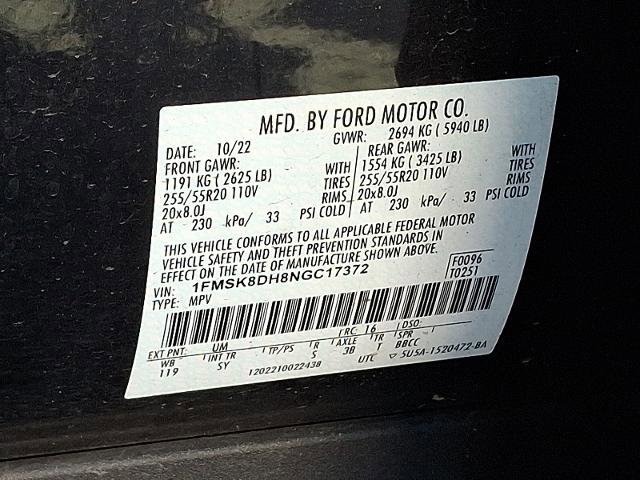 MFD. BY FORD MOTOR CO.
DATE: 10/22 GVWR: 2694 KG ( 5940 LB)
FRONT GAWR: REAR GAWR:
1191 KG ( 2625 LB) WITH 1554 KG ( 3425 LB) WITH
255/55R20 110V TIRES 255/55R20 110V TIRES
20x8.0J RIMS 20x8.0J RIMS
AT 230 kPa/ 33 PSI COLD AT 230 kPa/ 33 PSI COLD
THIS VEHICLE CONFORMS TO ALL APPLICABLE FEDERAL MOTOR
VEHICLE SAFETY AND THEFT PREVENTION STANDARDS IN
EFFECT ON THE DATE OF MANUFACTURE SHOWN ABOVE.
VIN: 1FMSK8DH8NGC17372 F0096
TYPE: MPV T0251
EXT PNT: UM RC: 16 DSO:
WB INT TR TP/PS R AXLE TR SPR
119 SY S 3B T BBCC
1202210022438 UTC ▽ 5U5A-1520472-BA